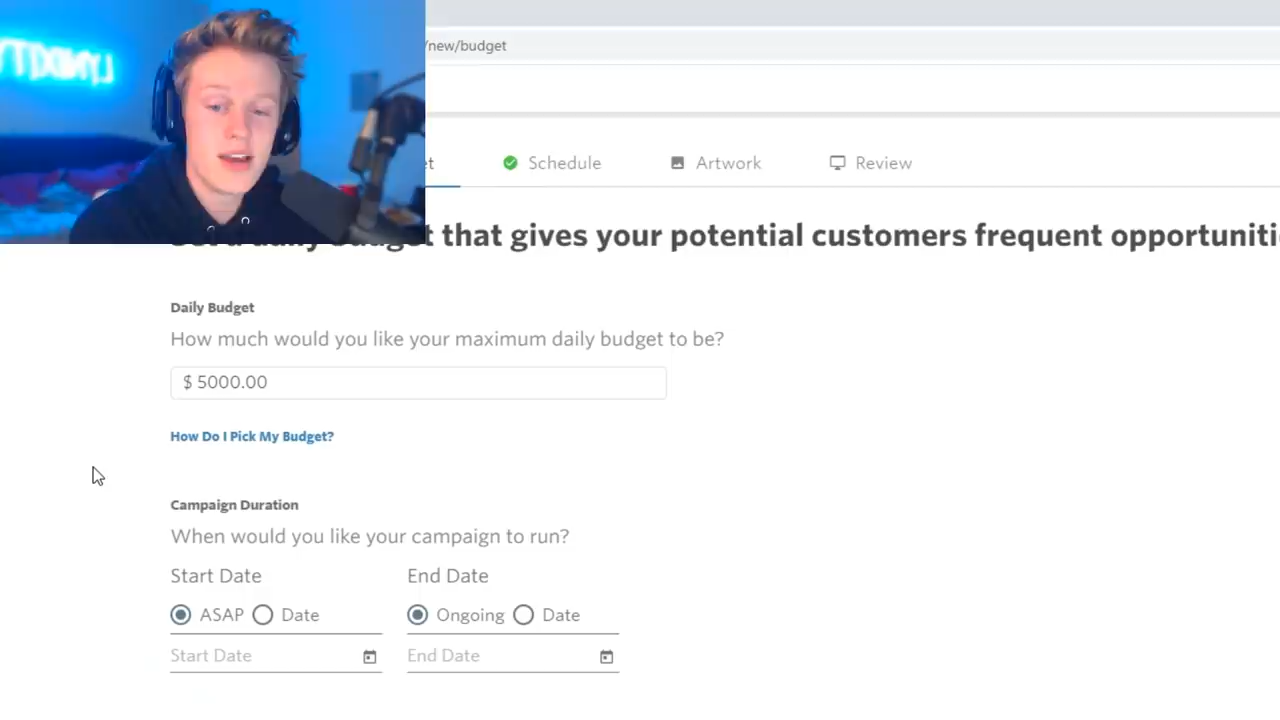 /new/budget
et
Schedule
Artwork
Review
that gives your potential customers frequent opportuniti
Daily Budget
How much would you like your maximum daily budget to be?
$ 5000.00
How Do I Pick My Budget?
Campaign Duration
When would you like your campaign to run?
Start Date
End Date
ASAP
Date
Ongoing
Date
Start Date
End Date